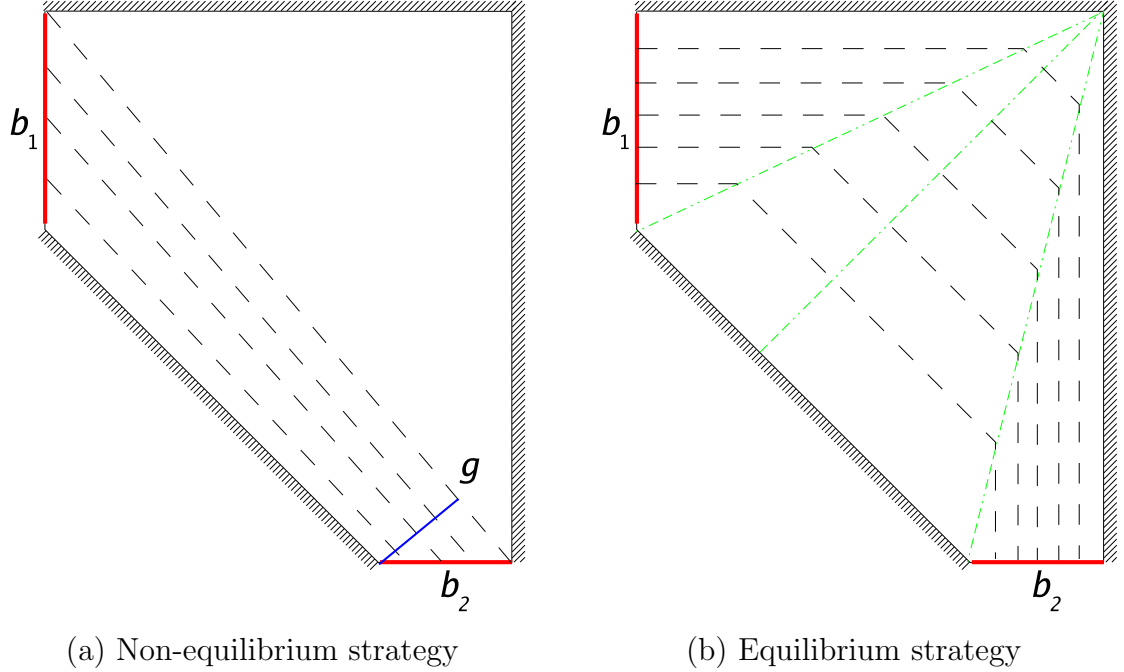 b1
g
b2
b1
b2
(a) Non-equilibrium strategy
(b) Equilibrium strategy